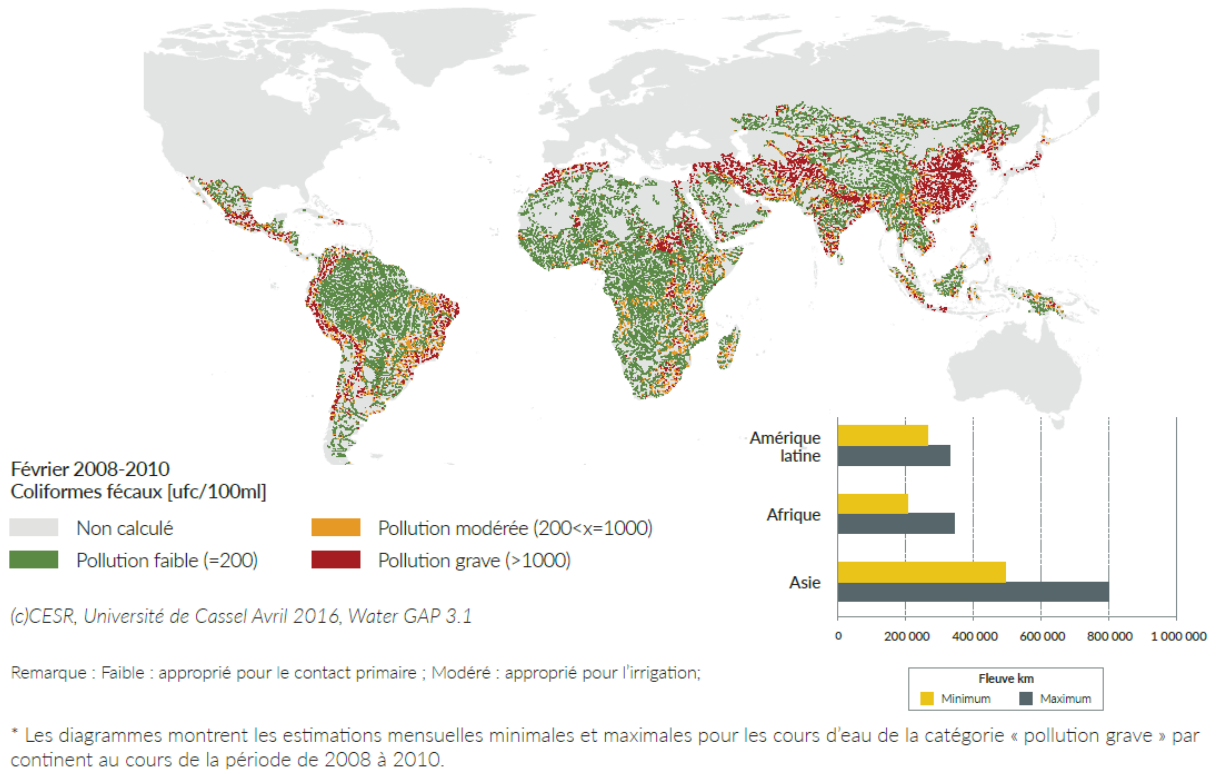 Février 2008-2010
Coliformes fécaux [ufc/100ml]
Non calculé
Pollution faible (=200)
Pollution modérée (200<x=1000)
Pollution grave (>1000)
(c)CESR, Université de Cassel Avril 2016, Water GAP 3.1
Remarque : Faible : approprié pour le contact primaire ; Modéré : approprié pour l’irrigation;
Amérique
latine
Afrique
Asie
0 200 000 400 000 600 000 800 000 1 000 000
Fleuve km
Minimum Maximum
* Les diagrammes montrent les estimations mensuelles minimales et maximales pour les cours d’eau de la catégorie « pollution grave » par
continent au cours de la période de 2008 à 2010.